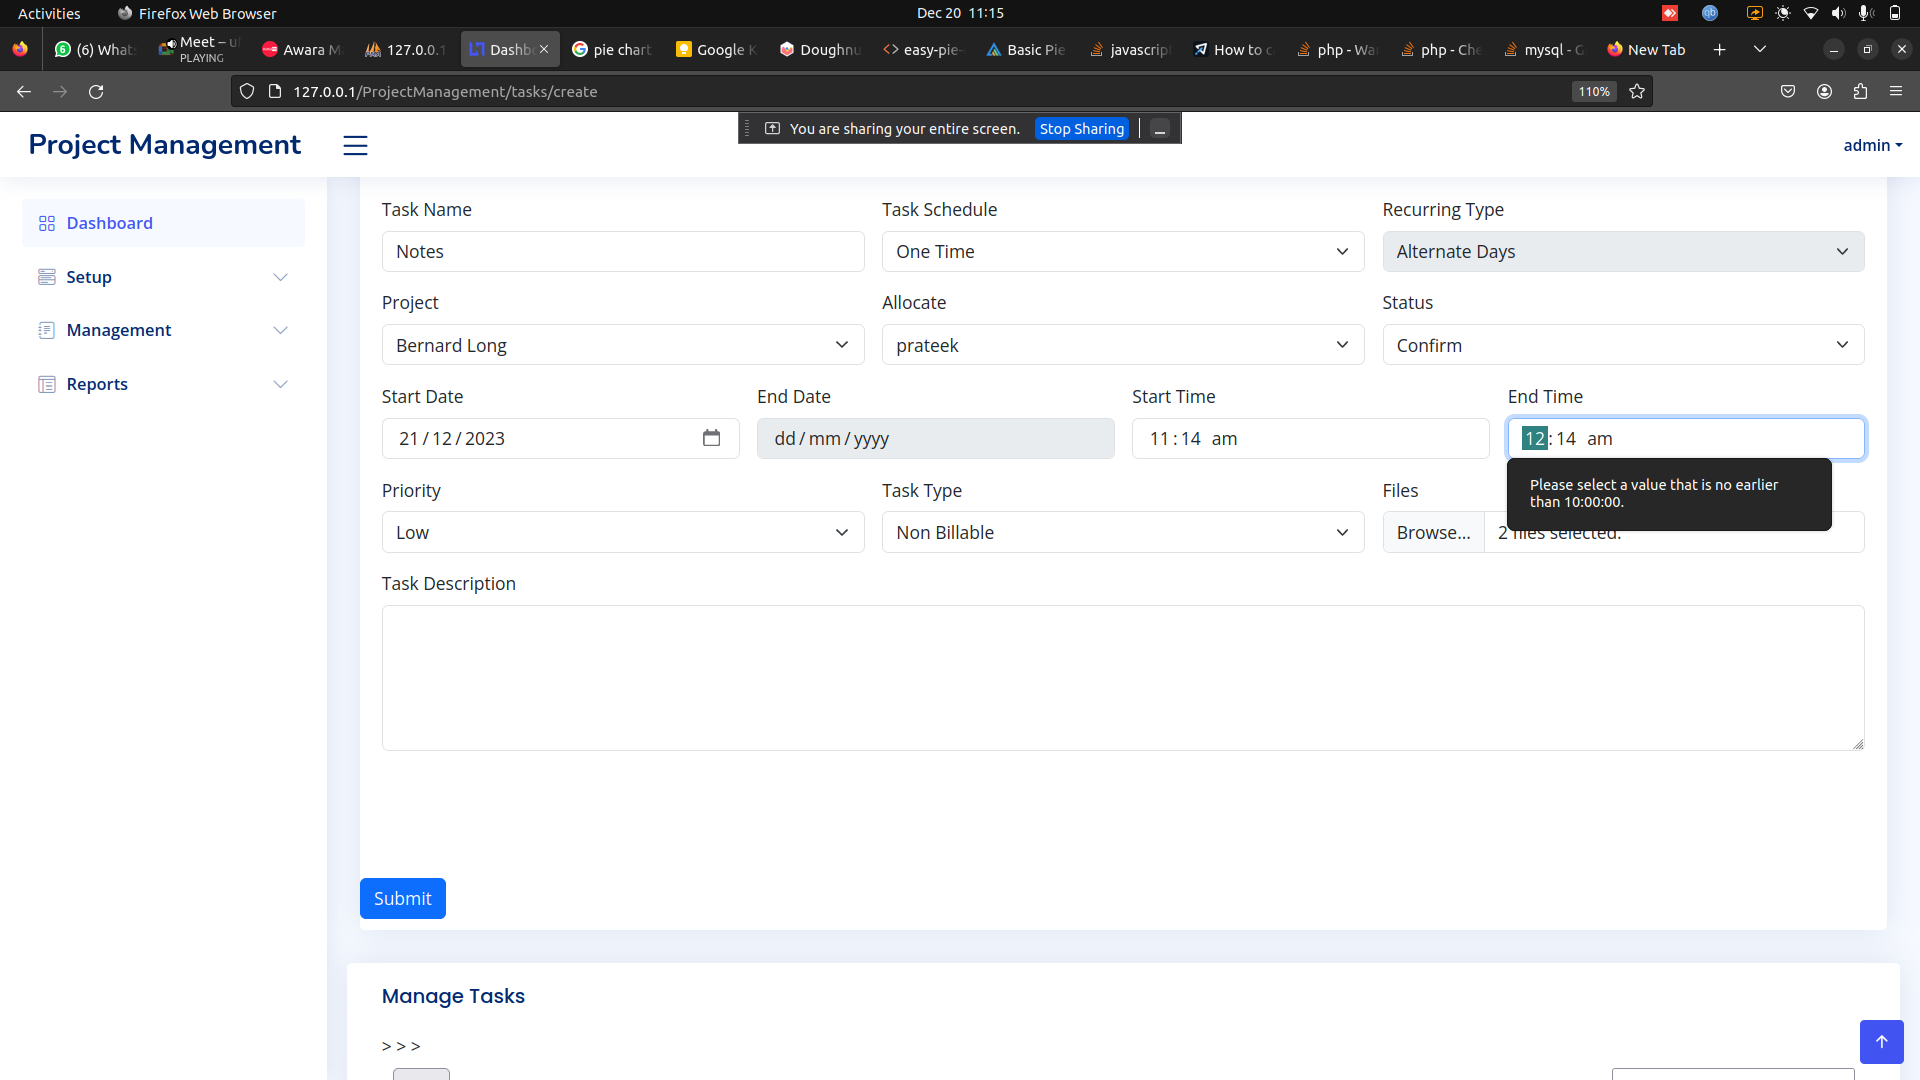 Activities
Firefox Web Browser
Dec 20 11:15
(6) What
Meet – u
PLAYING
Awara M
127.0.0.1
Dashb
pie chart
Google K
Doughnu
easy-pie-
Basic Pie
javascrip
How to c
php - Wa
php - Che
mysql - G
New Tab
127.0.0.1/ProjectManagement/tasks/create
110%
You are sharing your entire screen.
Stop Sharing
Project Management
admin
Dashboard
Setup
Management
Reports
Task Name
Task Schedule
Recurring Type
Notes
One Time
Alternate Days
Project
Allocate
Status
Bernard Long
prateek
Confirm
Start Date
End Date
Start Time
End Time
21/12/2023
dd/mm/yyyy
11:14 am
12:14 am
Please select a value that is no earlier
than 10:00:00.
Priority
Task Type
Files
Low
Non Billable
Browse...
2 files selected.
Task Description
Submit
Manage Tasks
> > >